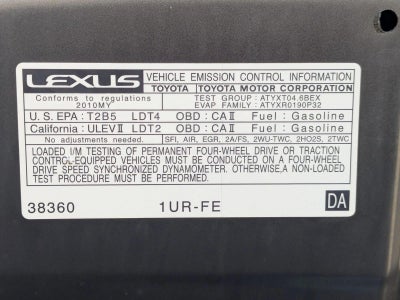 LEXUS VEHICLE EMISSION CONTROL INFORMATION
TOYOTA TOYOTA MOTOR CORPORATION
Conforms to regulations 2010MY
TEST GROUP : ATYXT04.6BEX
EVAP FAMILY : ATYXR0190P32
U.S. EPA : T2B5 LDT4 OBD : CA II Fuel : Gasoline
California : ULEV II LDT2 OBD : CA II Fuel : Gasoline
No adjustments needed. SFI, AIR, EGR, 2A/FS, 2WU-TWC, 2HO2S, 2TWC
LOADED I/M TESTING OF PERMANENT FOUR-WHEEL DRIVE OR TRACTION
CONTROL-EQUIPPED VEHICLES MUST BE CONDUCTED ON A FOUR-WHEEL
DRIVE SPEED SYNCHRONIZED DYNAMOMETER. OTHERWISE, A NON-LOADED
TEST PROCEDURE MUST BE PERFORMED.
38360 1UR-FE DA